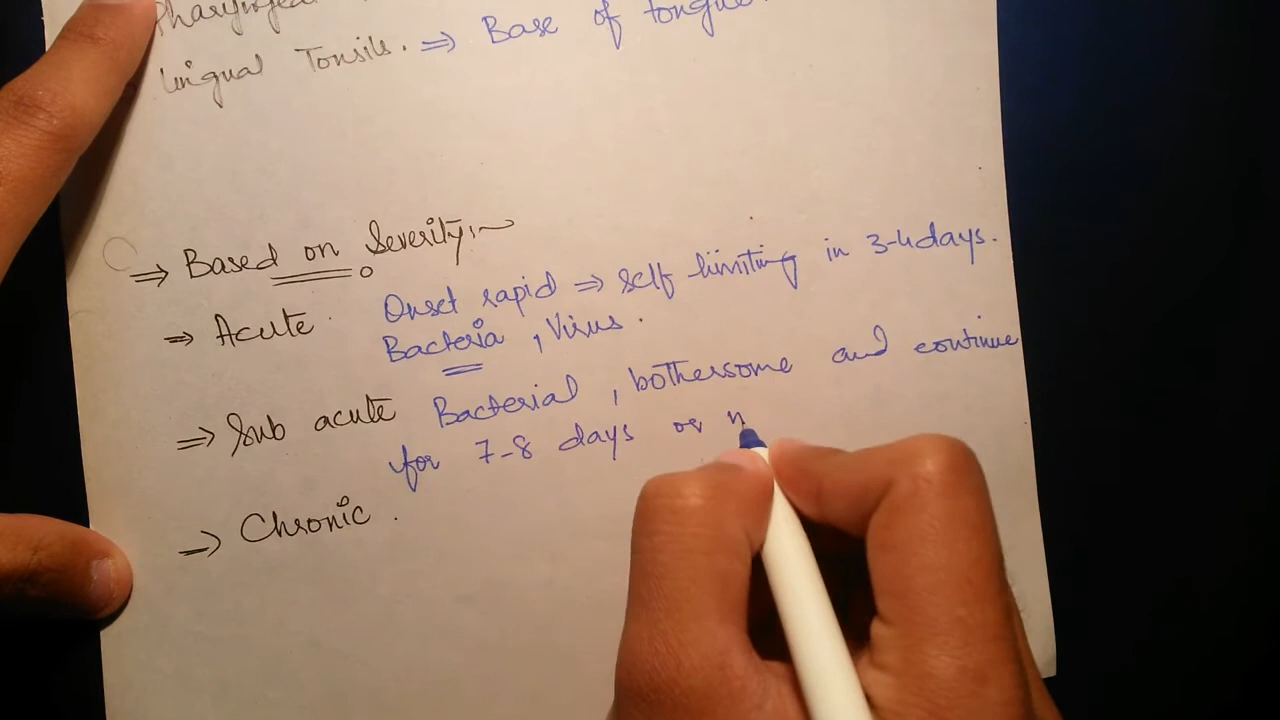 Pharyngeal
Lingual Tonsils. ⇒ Base of tongue.
⇒ Based on Severity:~
⇒ Acute. Onset rapid ⇒ Self limiting in 3-4 days.
Bacteria, Virus.
⇒ Sub acute Bacterial, bothersome and continue
for 7-8 days or
⇒ Chronic.